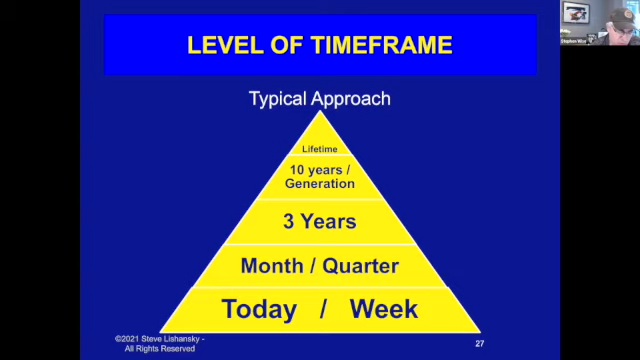 LEVEL OF TIMEFRAME
Typical Approach
Lifetime
10 years /
Generation
3 Years
Month / Quarter
Today / Week
©2021 Steve Lishansky -
All Rights Reserved
27